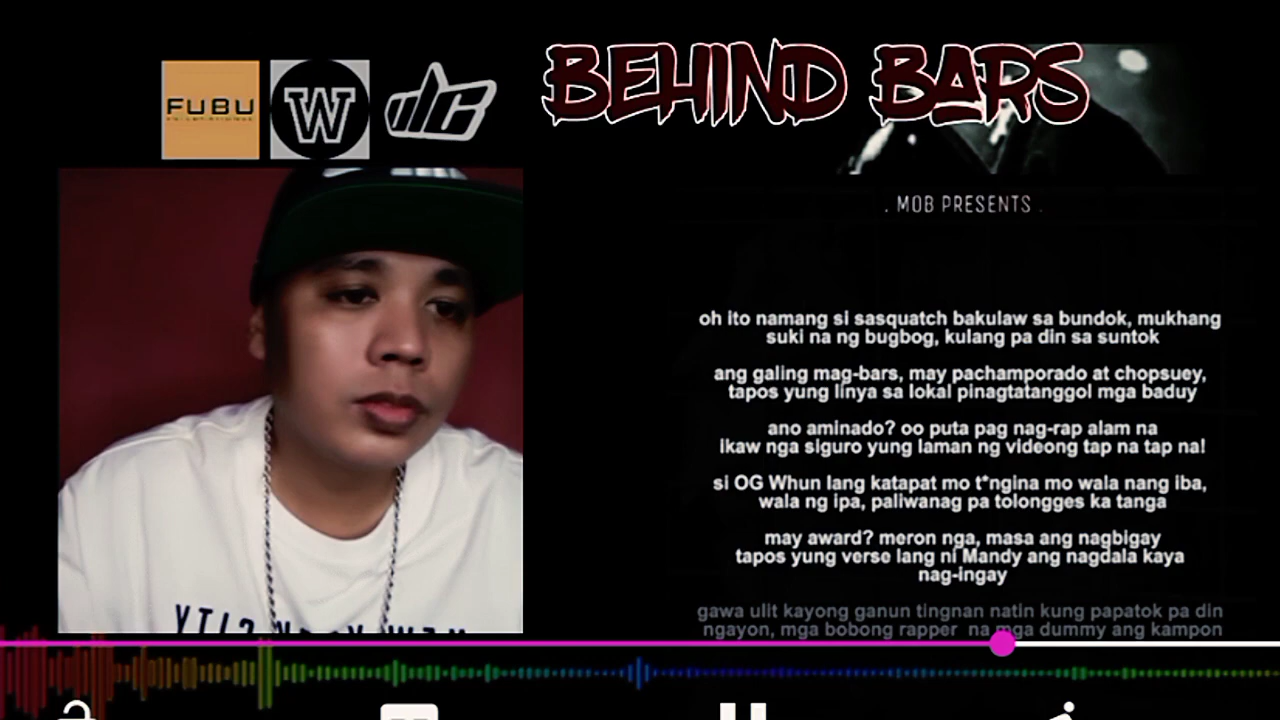 FUBU
W
BEHIND BARS
. MOB PRESENTS .
oh ito namang si sasquatch bakulaw sa bundok, mukhang
suki na ng bugbog, kulang pa din sa suntok
ang galing mag-bars, may pachamporado at chopsuey,
tapos yung linya sa lokal pinagtatanggol mga baduy
ano aminado? oo puta pag nag-rap alam na
ikaw nga siguro yung laman ng videong tap na tap na!
si OG Whun lang katapat mo t*ngina mo wala nang iba,
wala ng ipa, paliwanag pa tolongges ka tanga
may award? meron nga, masa ang nagbigay
tapos yung verse lang ni Mandy ang nagdala kaya
nag-ingay
gawa ulit kayong ganun tingnan natin kung papatok pa din
ngayon, mga bobong rapper na mga dummy ang kampon